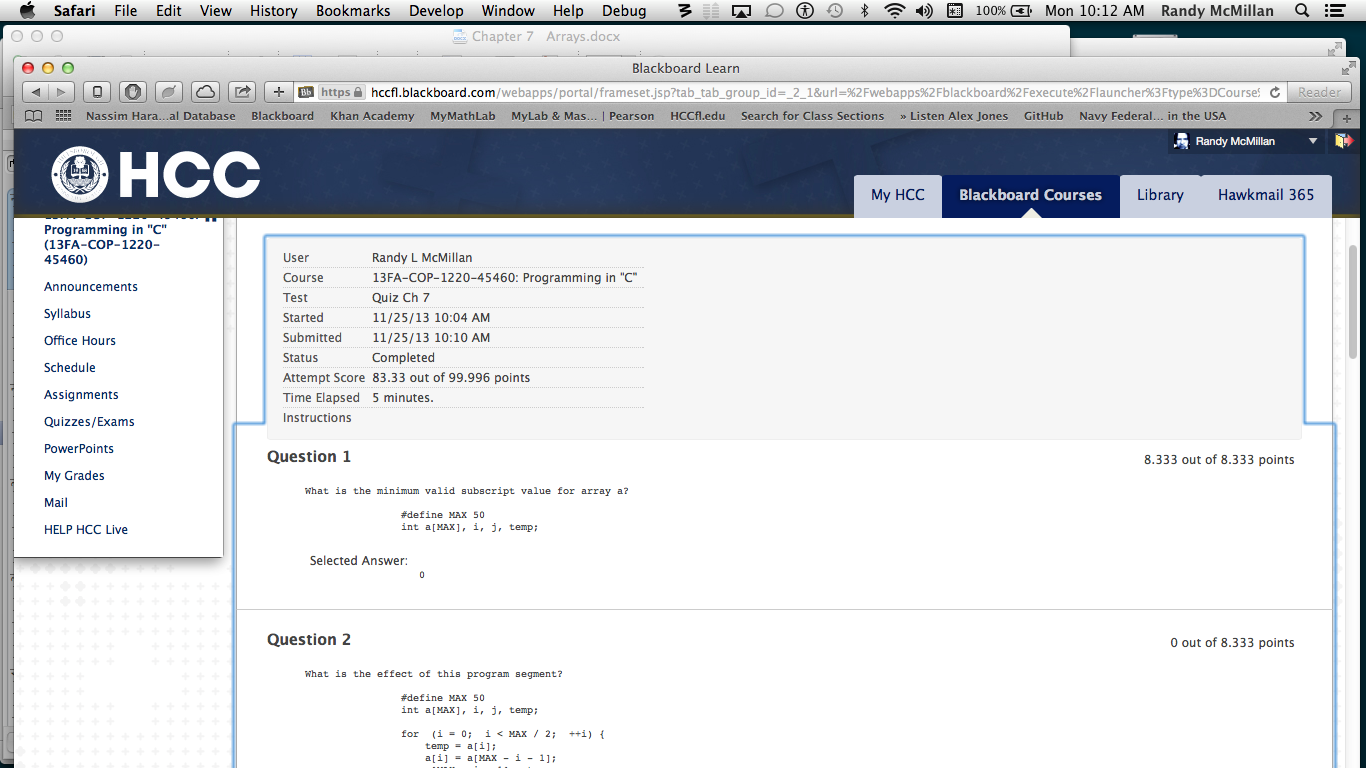 Safari File Edit View History Bookmarks Develop Window Help Debug 100% Mon 10:12 AM Randy McMillan
Chapter 7 Arrays.docx
Blackboard Learn
Bb https hccfl.blackboard.com/webapps/portal/frameset.jsp?tab_tab_group_id=_2_1&url=%2Fwebapps%2Fblackboard%2Fexecute%2Flauncher%3Ftype%3DCourse Reader
Nassim Hara...al Database Blackboard Khan Academy MyMathLab MyLab & Mas... | Pearson HCCfl.edu Search for Class Sections » Listen Alex Jones GitHub Navy Federal... in the USA
Randy McMillan
HCC
My HCC Blackboard Courses Library Hawkmail 365
Programming in "C"
(13FA-COP-1220-
45460)
Announcements
Syllabus
Office Hours
Schedule
Assignments
Quizzes/Exams
PowerPoints
My Grades
Mail
HELP HCC Live
User Randy L McMillan
Course 13FA-COP-1220-45460: Programming in "C"
Test Quiz Ch 7
Started 11/25/13 10:04 AM
Submitted 11/25/13 10:10 AM
Status Completed
Attempt Score 83.33 out of 99.996 points
Time Elapsed 5 minutes.
Instructions
Question 1 8.333 out of 8.333 points
What is the minimum valid subscript value for array a?
#define MAX 50
int a[MAX], i, j, temp;
Selected Answer:
0
Question 2 0 out of 8.333 points
What is the effect of this program segment?
#define MAX 50
int a[MAX], i, j, temp;
for (i = 0; i < MAX / 2; ++i) {
temp = a[i];
a[i] = a[MAX - i - 1];